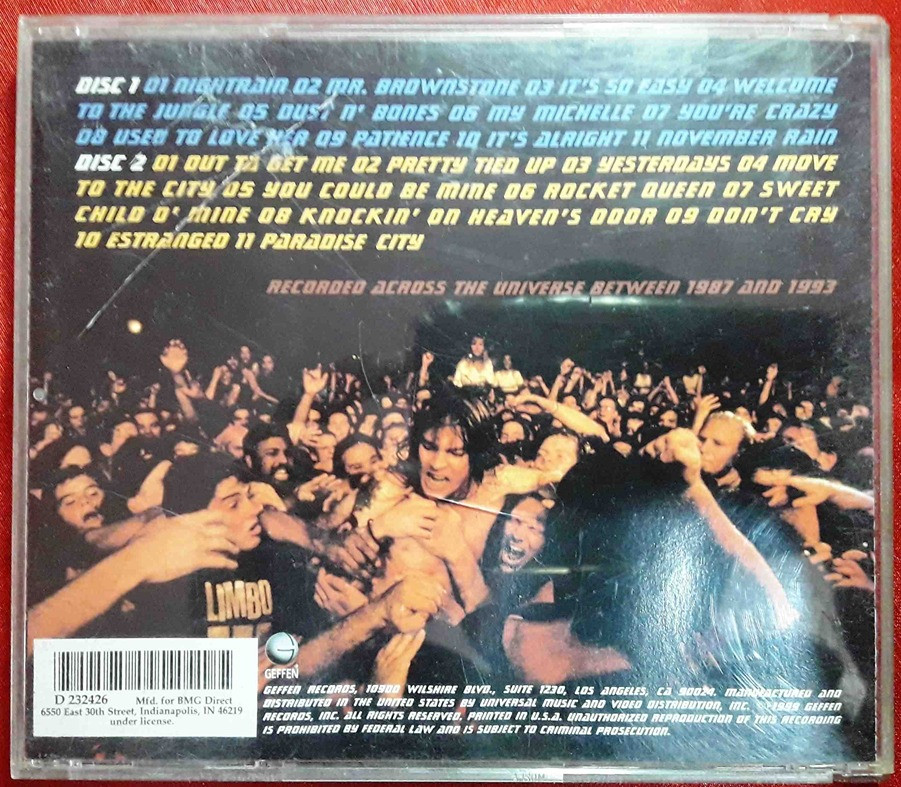 DISC 1 01 NIGHTRAIN 02 MR. BROWNSTONE 03 IT'S SO EASY 04 WELCOME
TO THE JUNGLE 05 DUST N' BONES 06 MY MICHELLE 07 YOU'RE CRAZY
08 USED TO LOVE HER 09 PATIENCE 10 IT'S ALRIGHT 11 NOVEMBER RAIN
DISC 2 01 OUT TA GET ME 02 PRETTY TIED UP 03 YESTERDAYS 04 MOVE
TO THE CITY 05 YOU COULD BE MINE 06 ROCKET QUEEN 07 SWEET
CHILD O' MINE 08 KNOCKIN' ON HEAVEN'S DOOR 09 DON'T CRY
10 ESTRANGED 11 PARADISE CITY
RECORDED ACROSS THE UNIVERSE BETWEEN 1987 AND 1993
LIMBO
GEFFEN
D 232426 Mfd. for BMG Direct
6550 East 30th Street, Indianapolis, IN 46219
under license.
GEFFEN RECORDS, 10900 WILSHIRE BLVD., SUITE 1230, LOS ANGELES, CA 90024. MANUFACTURED AND
DISTRIBUTED IN THE UNITED STATES BY UNIVERSAL MUSIC AND VIDEO DISTRIBUTION, INC. ©1999 GEFFEN
RECORDS, INC. ALL RIGHTS RESERVED. PRINTED IN U.S.A. UNAUTHORIZED REPRODUCTION OF THIS RECORDING
IS PROHIBITED BY FEDERAL LAW AND IS SUBJECT TO CRIMINAL PROSECUTION.